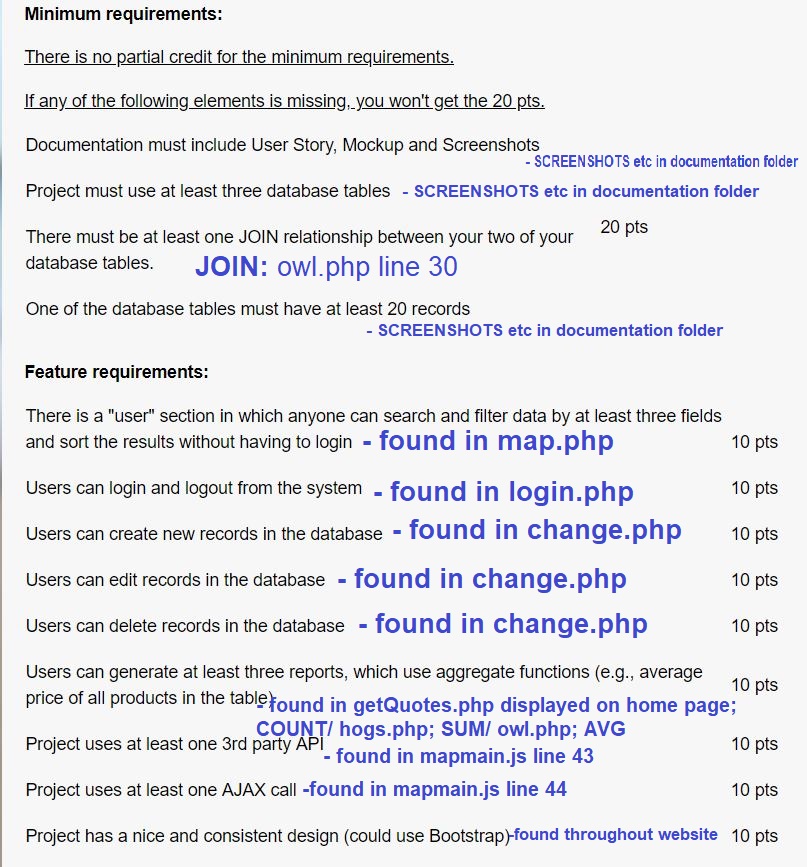 Minimum requirements:
There is no partial credit for the minimum requirements.
If any of the following elements is missing, you won't get the 20 pts.
Documentation must include User Story, Mockup and Screenshots
- SCREENSHOTS etc in documentation folder
Project must use at least three database tables - SCREENSHOTS etc in documentation folder
There must be at least one JOIN relationship between your two of your 20 pts
database tables. JOIN: owl.php line 30
One of the database tables must have at least 20 records
- SCREENSHOTS etc in documentation folder
Feature requirements:
There is a "user" section in which anyone can search and filter data by at least three fields
and sort the results without having to login - found in map.php 10 pts
Users can login and logout from the system - found in login.php 10 pts
Users can create new records in the database - found in change.php 10 pts
Users can edit records in the database - found in change.php 10 pts
Users can delete records in the database - found in change.php 10 pts
Users can generate at least three reports, which use aggregate functions (e.g., average
price of all products in the table) 10 pts
- found in getQuotes.php displayed on home page;
COUNT/ hogs.php; SUM/ owl.php; AVG
Project uses at least one 3rd party API 10 pts
- found in mapmain.js line 43
Project uses at least one AJAX call -found in mapmain.js line 44 10 pts
Project has a nice and consistent design (could use Bootstrap)-found throughout website 10 pts